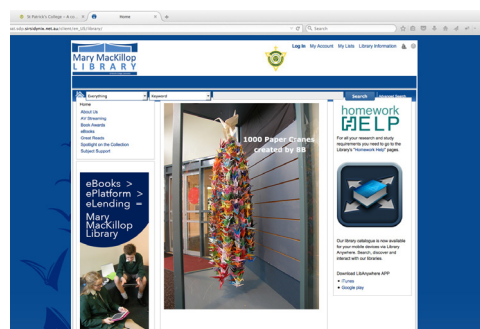 St Patrick's College – A co...
Home
Search
Log In My Account My Lists Library Information
Mary MacKillop
LIBRARY
Everything
Keyword
Search
Advanced Search
Home
About Us
A/V Streaming
Book Awards
eBooks
Great Reads
Spotlight on the Collection
Subject Support
1000 Paper Cranes
created by 8B
homework
HELP
For all your research and study
requirements you need to go to the
Library's "Homework Help" pages.
eBooks >
ePlatform >
eLending –
Mary
MacKillop
Library
Our library catalogue is now available
for your mobile devices via Library
Anywhere. Search, discover and
interact with our libraries.
Download LibAnywhere APP
iTunes
Google play